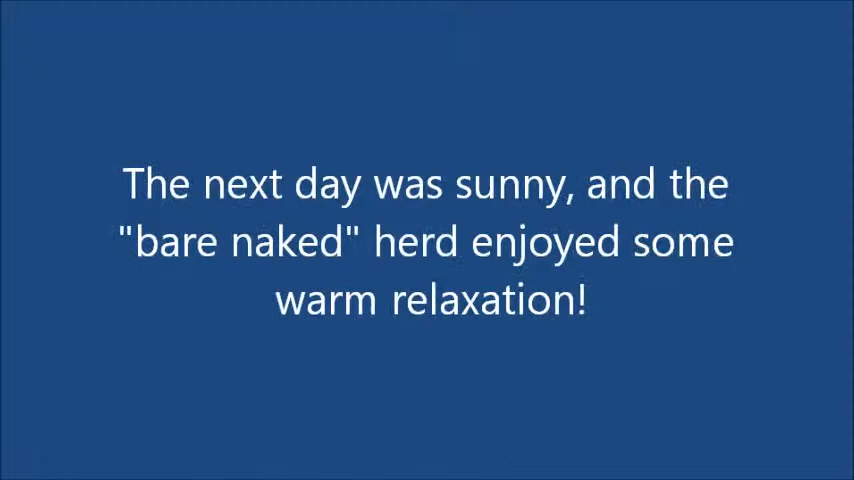 The next day was sunny, and the
"bare naked" herd enjoyed some
warm relaxation!